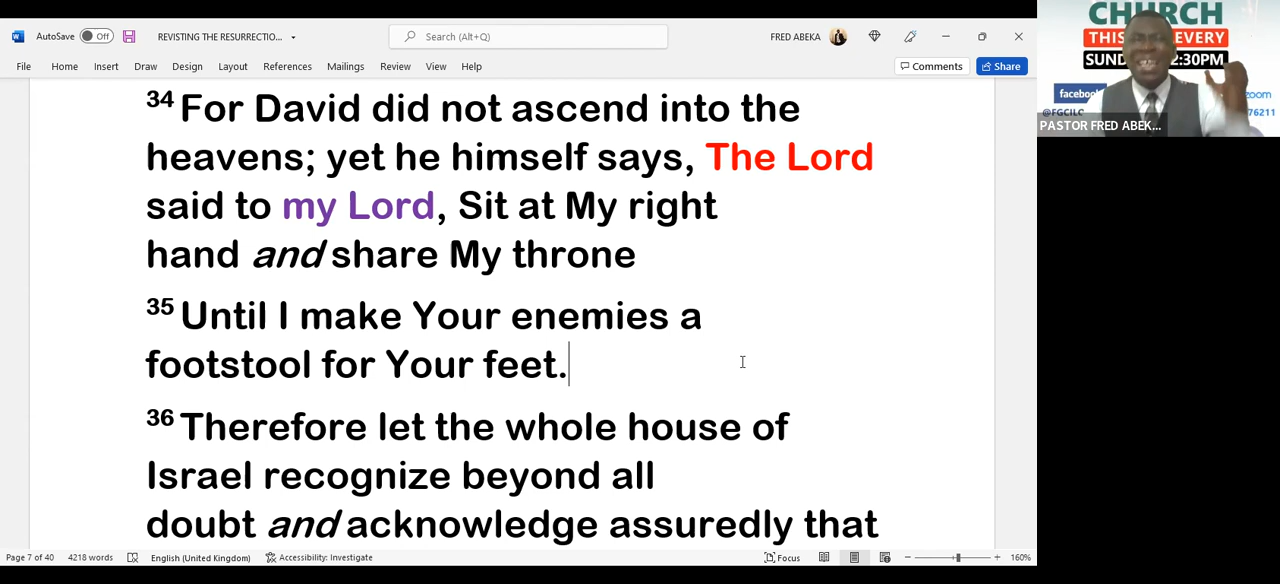 AutoSave Off REVISTING THE RESURRECTIO... Search (Alt+Q) FRED ABEKA
File Home Insert Draw Design Layout References Mailings Review View Help Comments Share
34 For David did not ascend into the
heavens; yet he himself says, The Lord
said to my Lord, Sit at My right
hand and share My throne
35 Until I make Your enemies a
footstool for Your feet.
36 Therefore let the whole house of
Israel recognize beyond all
doubt and acknowledge assuredly that
Page 7 of 40 4218 words English (United Kingdom) Accessibility: Investigate Focus 160%
CHURCH
THIS EVERY
SUND 2:30PM
facebook zoom
@FGCILC 76211
PASTOR FRED ABEK...